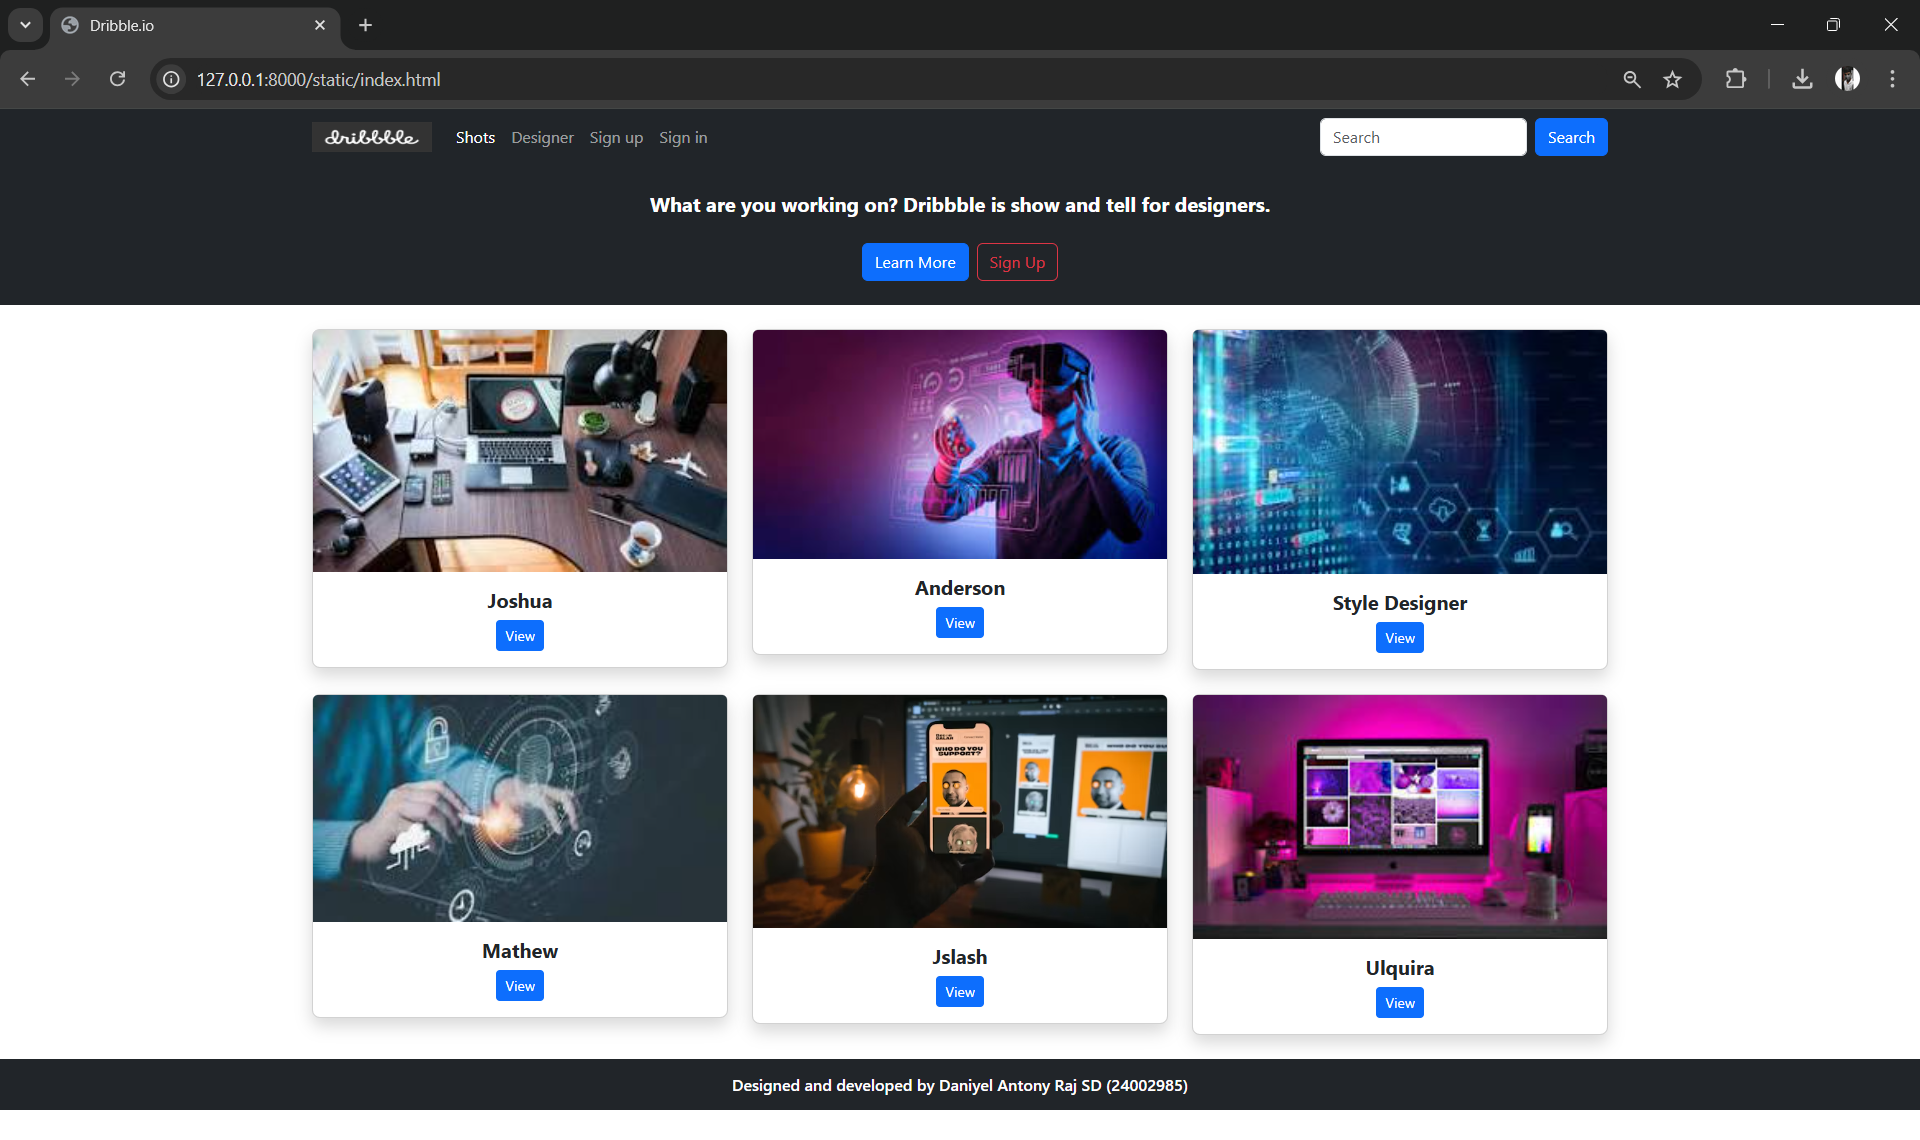 Dribble.io
127.0.0.1:8000/static/index.html
dribbble Shots Designer Sign up Sign in Search Search
What are you working on? Dribbble is show and tell for designers.
Learn More Sign Up
WHO DO YOU
SUPPORT?
Joshua
View
Anderson
View
Style Designer
View
Mathew
View
Jslash
View
Ulquira
View
Designed and developed by Daniyel Antony Raj SD (24002985)